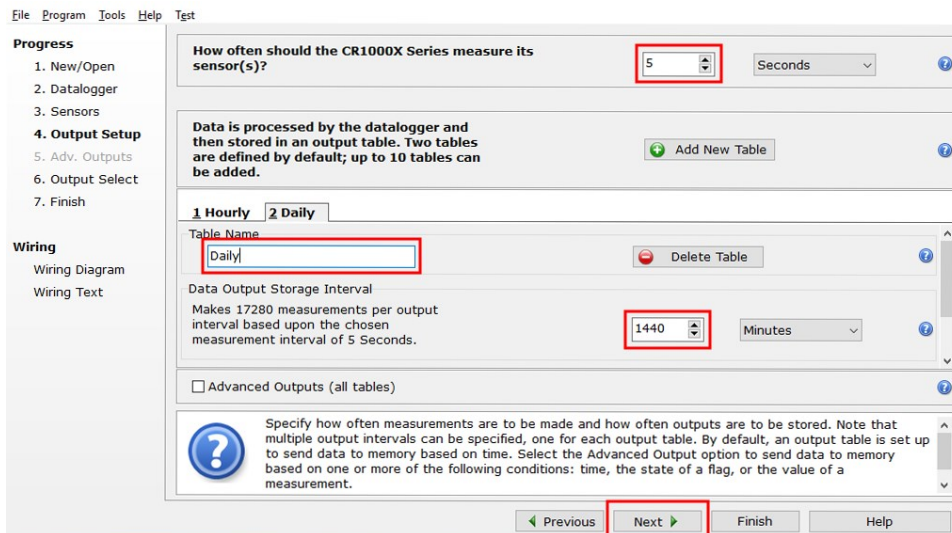 File Program Tools Help Test
Progress
1. New/Open
2. Datalogger
3. Sensors
4. Output Setup
5. Adv. Outputs
6. Output Select
7. Finish
Wiring
Wiring Diagram
Wiring Text
How often should the CR1000X Series measure its
sensor(s)?
5
Seconds
Data is processed by the datalogger and
then stored in an output table. Two tables
are defined by default; up to 10 tables can
be added.
Add New Table
1 Hourly 2 Daily
Table Name
Daily
Delete Table
Data Output Storage Interval
Makes 17280 measurements per output
interval based upon the chosen
measurement interval of 5 Seconds.
1440
Minutes
Advanced Outputs (all tables)
Specify how often measurements are to be made and how often outputs are to be stored. Note that
multiple output intervals can be specified, one for each output table. By default, an output table is set up
to send data to memory based on time. Select the Advanced Output option to send data to memory
based on one or more of the following conditions: time, the state of a flag, or the value of a
measurement.
Previous Next Finish Help